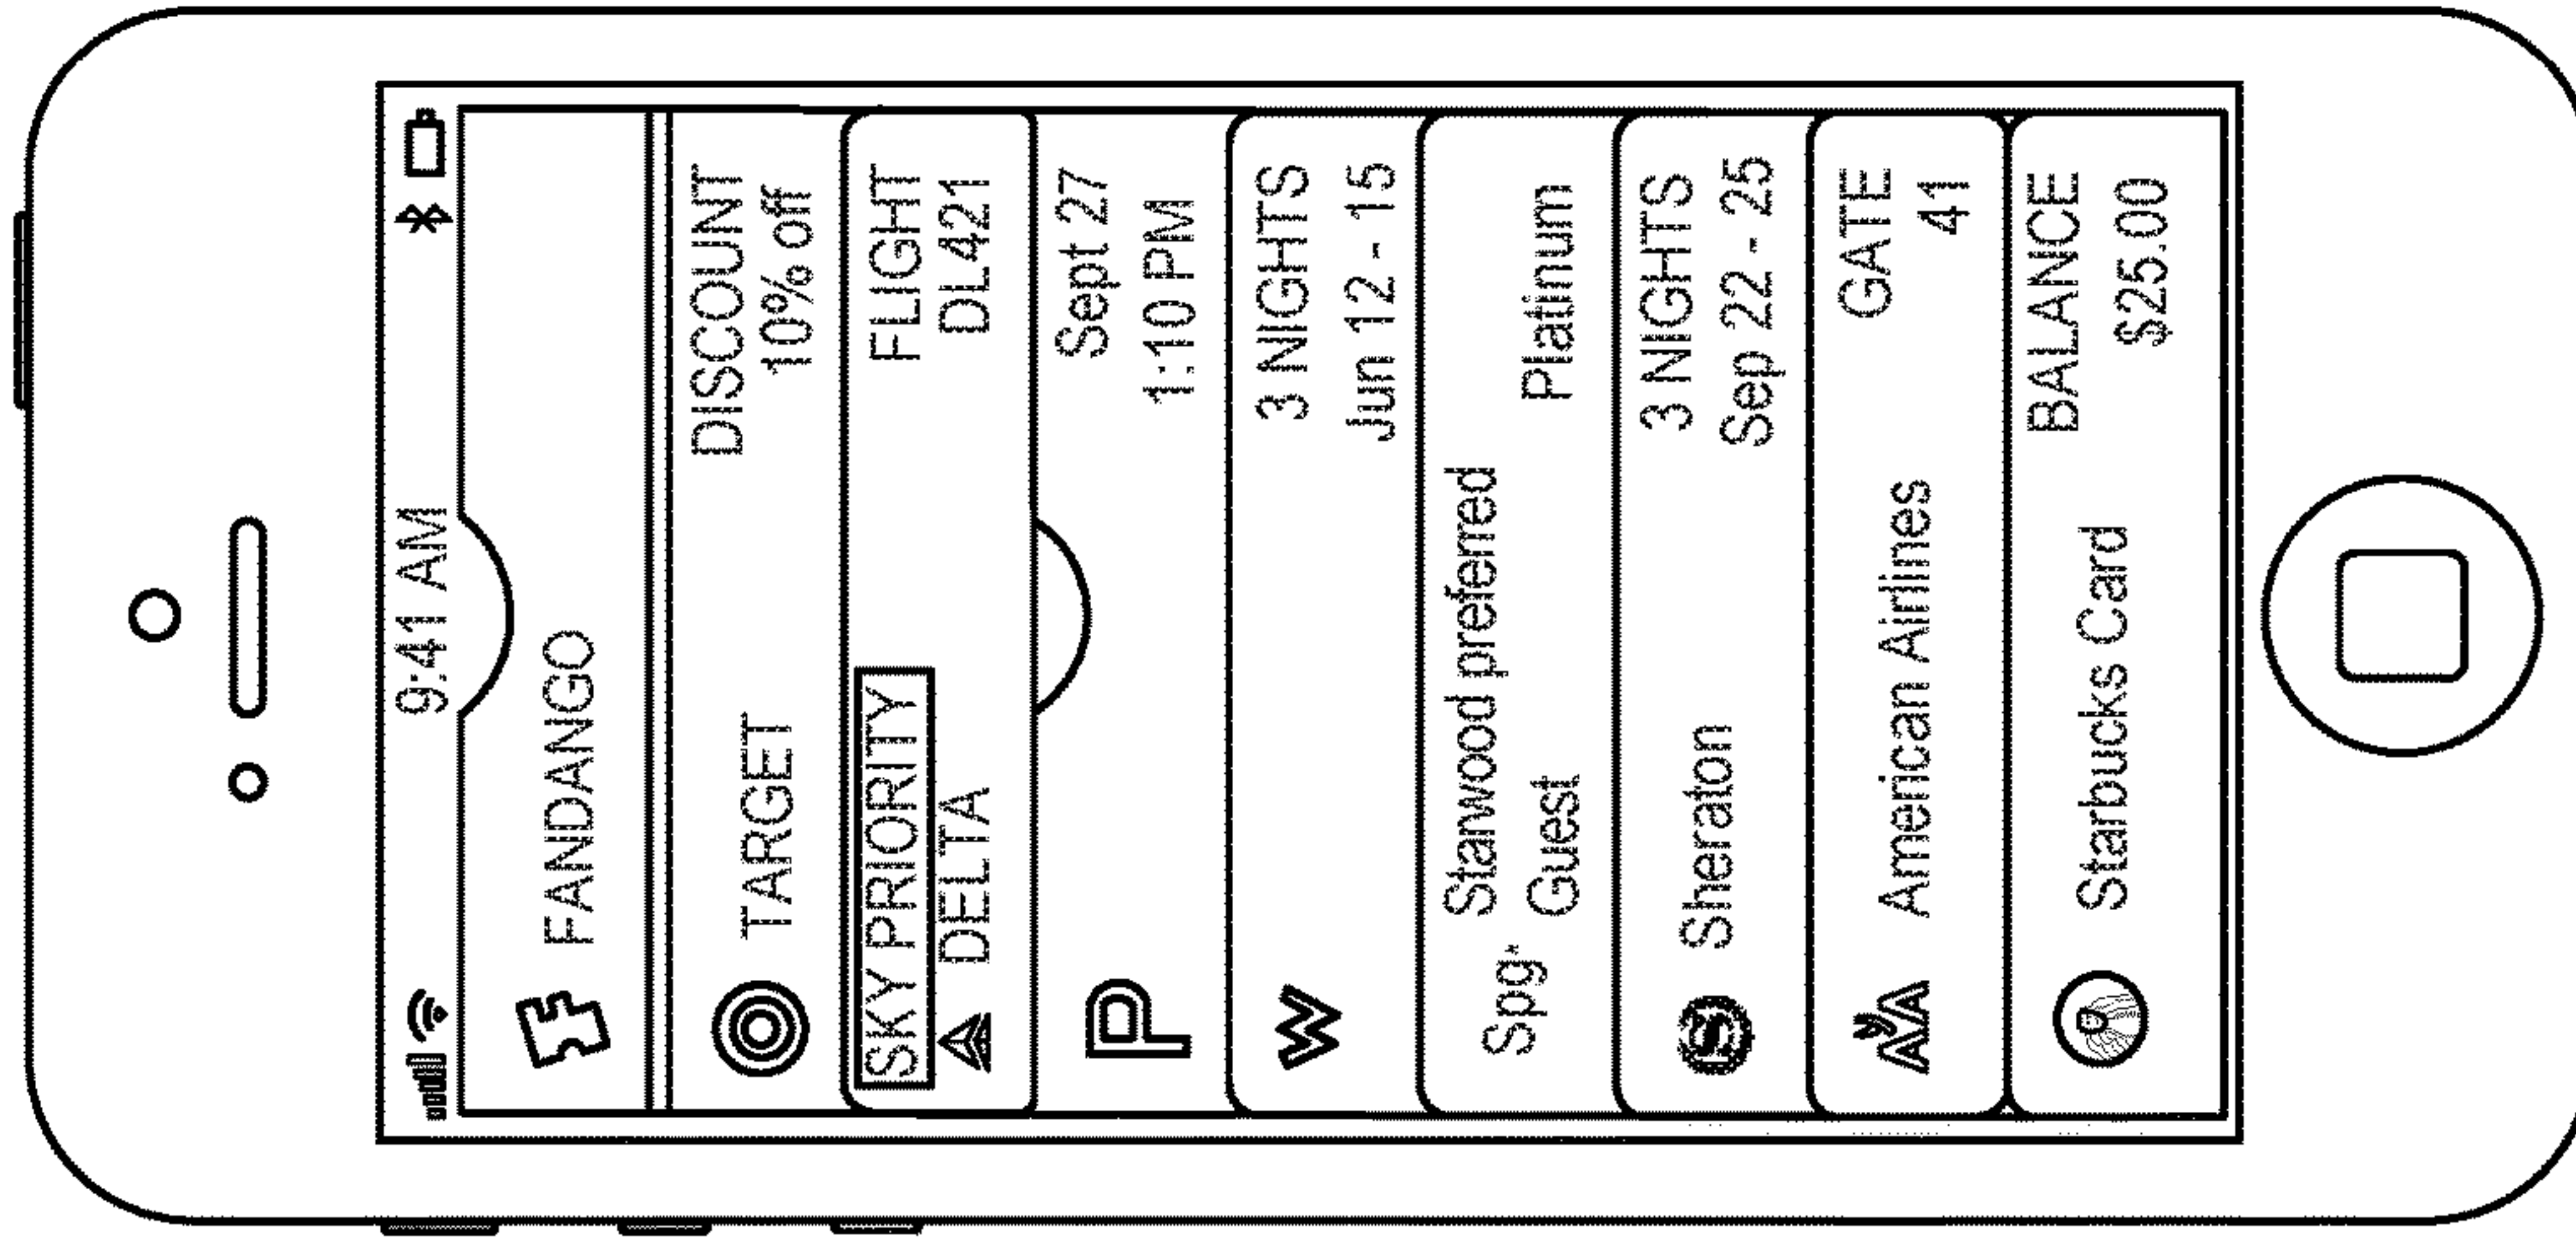 9:41 AM
FANDANGO
TARGET
DISCOUNT
10% off
SKY PRIORITY
DELTA
FLIGHT
DL421
P
Sept 27
1:10 PM
W
3 NIGHTS
Jun 12 - 15
Spg*
Starwood preferred
Guest
Platinum
S
Sheraton
3 NIGHTS
Sep 22 - 25
AA
American Airlines
GATE
41
Starbucks Card
BALANCE
$25.00